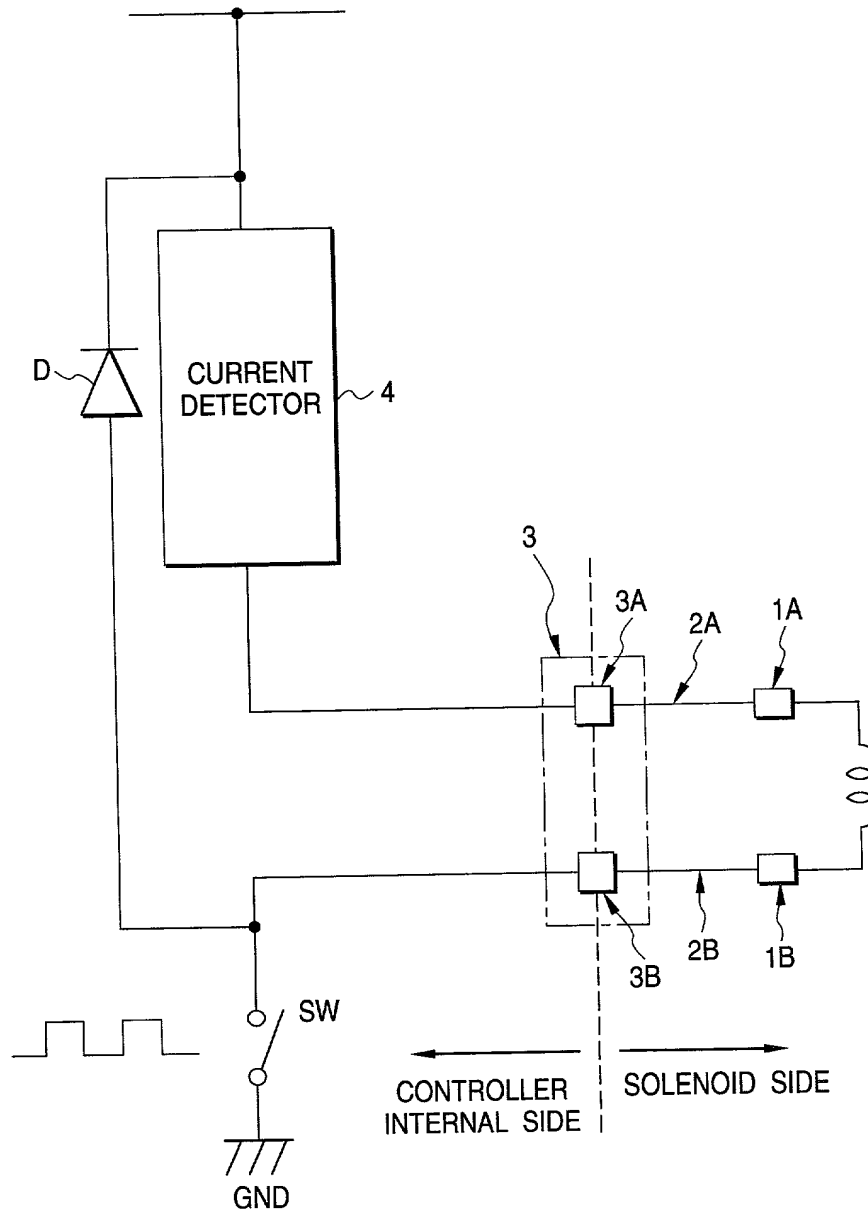 D
CURRENT
DETECTOR
4
3
3A
2A
1A
3B
2B
1B
SW
CONTROLLER
INTERNAL SIDE
SOLENOID SIDE
GND